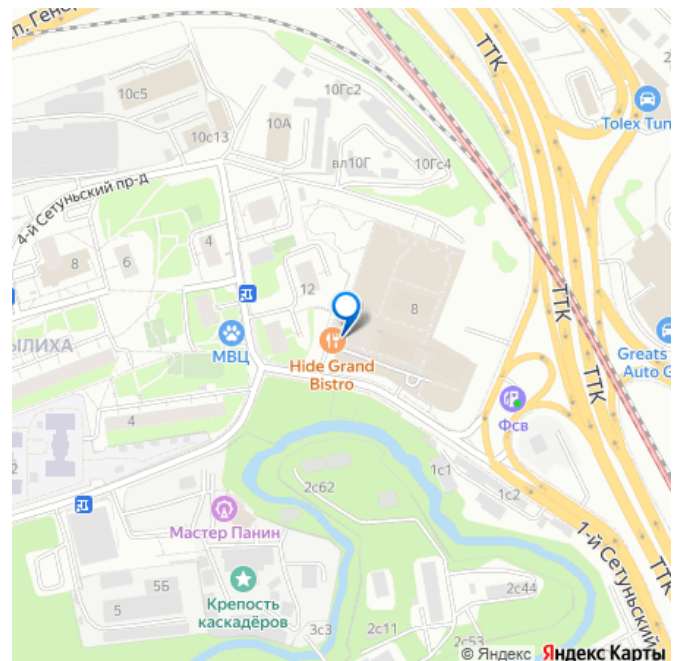 л. Гене
ТТК
10с5
10Гс2
10А
10с13
Tolex Tun
вл10Г
10Гс4
4-й Сетуньский пр-д
4
6
8
12
8
ТТК
ЫЛИХА
МВЦ
Hide Grand
Bistro
Greats
Auto G
ТТК
Фсв
4
2
1с1
2с62
1с2
Мастер Панин
1-й Сетуньский
5Б
5
Крепость
каскадёров
2с44
ТТК
3с3
2с11
2с53
© Яндекс Яндекс Карты